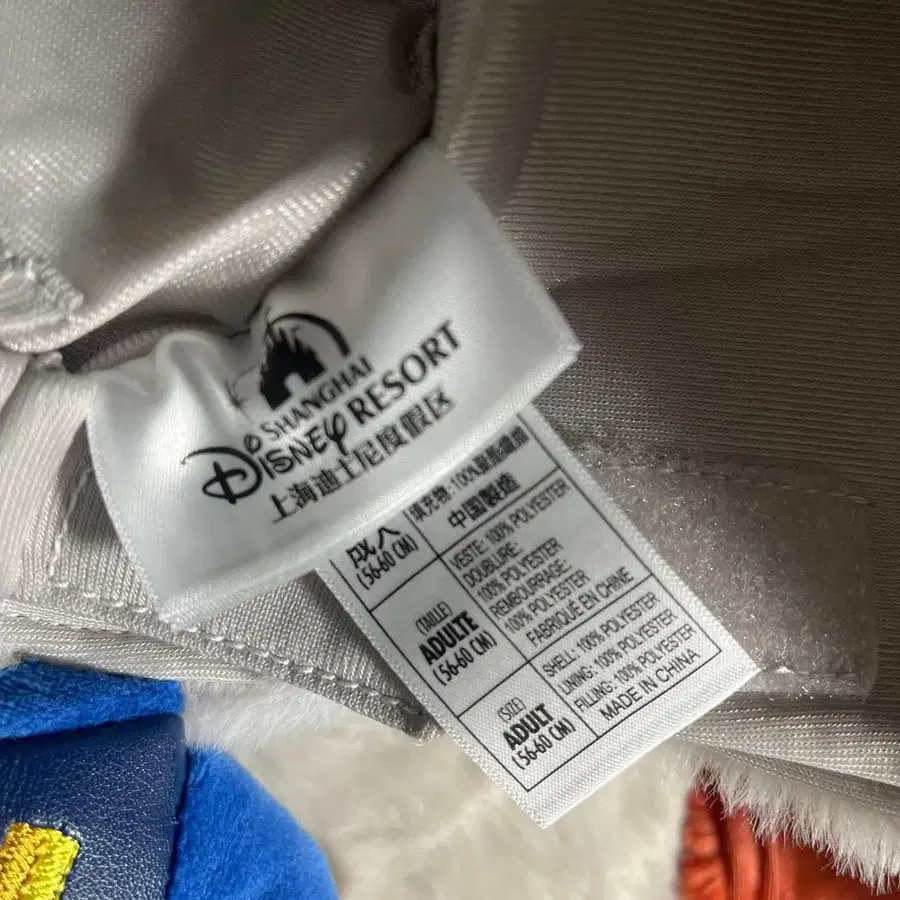 SHANGHAI
DISNEY RESORT
上海迪士尼度假区
成人
(56-60 CM)
填充物: 100%聚酯纖維
中国製造
(TAILLE)
ADULTE
(56-60 CM)
VESTE: 100% POLYESTER
DOUBLURE:
100% POLYESTER
REMBOURRAGE:
100% POLYESTER
FABRIQUÉ EN CHINE
(SIZE)
ADULT
(56-60 CM)
SHELL: 100% POLYESTER
LINING: 100% POLYESTER
FILLING: 100% POLYESTER
MADE IN CHINA